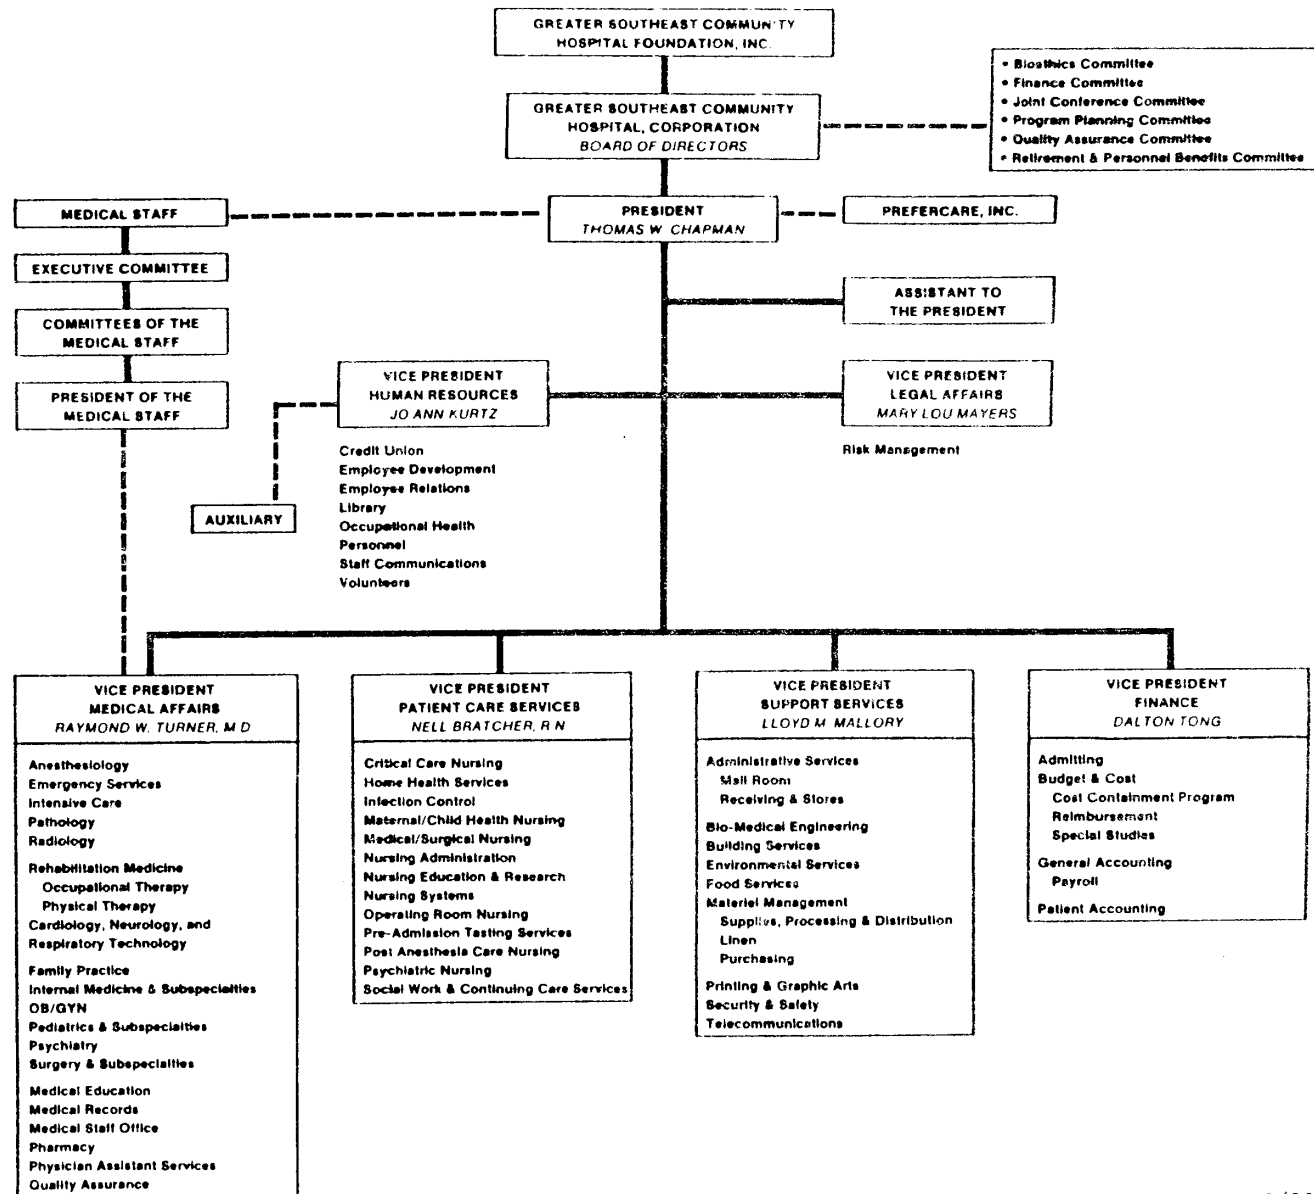 GREATER SOUTHEAST COMMUNITY
HOSPITAL FOUNDATION, INC.
GREATER SOUTHEAST COMMUNITY
HOSPITAL, CORPORATION
BOARD OF DIRECTORS
• Bioethics Committee
• Finance Committee
• Joint Conference Committee
• Program Planning Committee
• Quality Assurance Committee
• Retirement & Personnel Benefits Committee
MEDICAL STAFF
PRESIDENT
THOMAS W. CHAPMAN
PREFERCARE, INC.
EXECUTIVE COMMITTEE
ASSISTANT TO
THE PRESIDENT
COMMITTEES OF THE
MEDICAL STAFF
PRESIDENT OF THE
MEDICAL STAFF
VICE PRESIDENT
HUMAN RESOURCES
JO ANN KURTZ
VICE PRESIDENT
LEGAL AFFAIRS
MARY LOU MAYERS
Credit Union
Employee Development
Employee Relations
Library
Occupational Health
Personnel
Staff Communications
Volunteers
Risk Management
AUXILIARY
VICE PRESIDENT
MEDICAL AFFAIRS
RAYMOND W. TURNER, M D
Anesthesiology
Emergency Services
Intensive Care
Pathology
Radiology
Rehabilitation Medicine
Occupational Therapy
Physical Therapy
Cardiology, Neurology, and
Respiratory Technology
Family Practice
Internal Medicine & Subspecialties
OB/GYN
Pediatrics & Subspecialties
Psychiatry
Surgery & Subspecialties
Medical Education
Medical Records
Medical Staff Office
Pharmacy
Physician Assistant Services
Quality Assurance
VICE PRESIDENT
PATIENT CARE SERVICES
NELL BRATCHER, R N
Critical Care Nursing
Home Health Services
Infection Control
Maternal/Child Health Nursing
Medical/Surgical Nursing
Nursing Administration
Nursing Education & Research
Nursing Systems
Operating Room Nursing
Pre-Admission Testing Services
Post Anesthesia Care Nursing
Psychiatric Nursing
Social Work & Continuing Care Services
VICE PRESIDENT
SUPPORT SERVICES
LLOYD M. MALLORY
Administrative Services
Mail Room
Receiving & Stores
Bio-Medical Engineering
Building Services
Environmental Services
Food Services
Materiel Management
Supplies, Processing & Distribution
Linen
Purchasing
Printing & Graphic Arts
Security & Safety
Telecommunications
VICE PRESIDENT
FINANCE
DALTON TONG
Admitting
Budget & Cost
Cost Containment Program
Reimbursement
Special Studies
General Accounting
Payroll
Patient Accounting